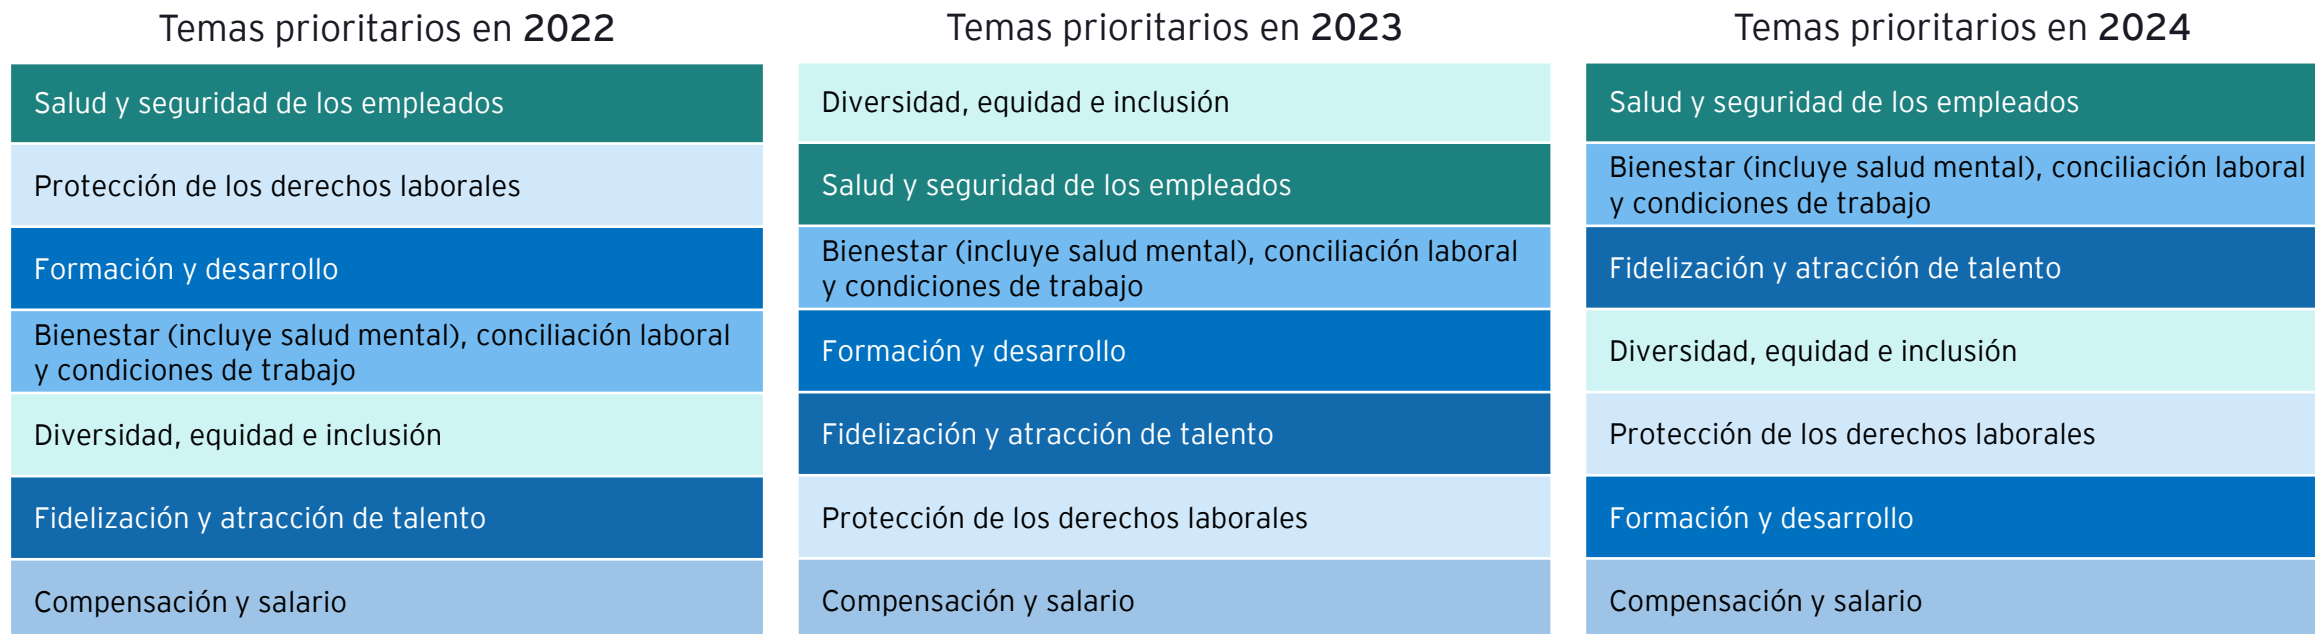 Temas prioritarios en 2022
Salud y seguridad de los empleados
Protección de los derechos laborales
Formación y desarrollo
Bienestar (incluye salud mental), conciliación laboral
y condiciones de trabajo
Diversidad, equidad e inclusión
Fidelización y atracción de talento
Compensación y salario
Temas prioritarios en 2023
Diversidad, equidad e inclusión
Salud y seguridad de los empleados
Bienestar (incluye salud mental), conciliación laboral
y condiciones de trabajo
Formación y desarrollo
Fidelización y atracción de talento
Protección de los derechos laborales
Compensación y salario
Temas prioritarios en 2024
Salud y seguridad de los empleados
Bienestar (incluye salud mental), conciliación laboral
y condiciones de trabajo
Fidelización y atracción de talento
Diversidad, equidad e inclusión
Protección de los derechos laborales
Formación y desarrollo
Compensación y salario